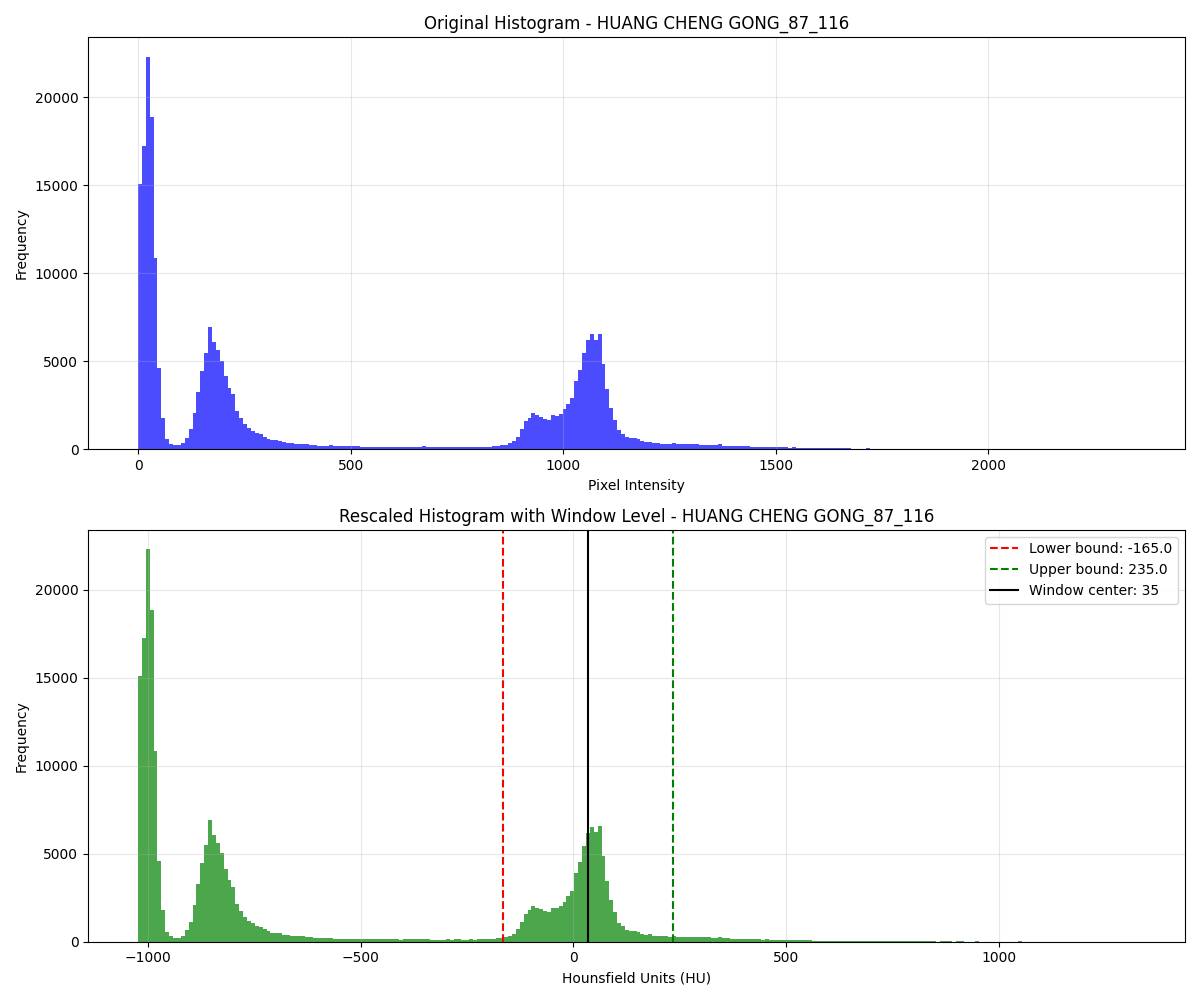 Original Histogram - HUANG CHENG GONG_87_116
Frequency
20000
15000
10000
5000
0
0 500 1000 1500 2000
Pixel Intensity
Rescaled Histogram with Window Level - HUANG CHENG GONG_87_116
Lower bound: -165.0
Upper bound: 235.0
Window center: 35
Frequency
20000
15000
10000
5000
0
−1000 −500 0 500 1000
Hounsfield Units (HU)